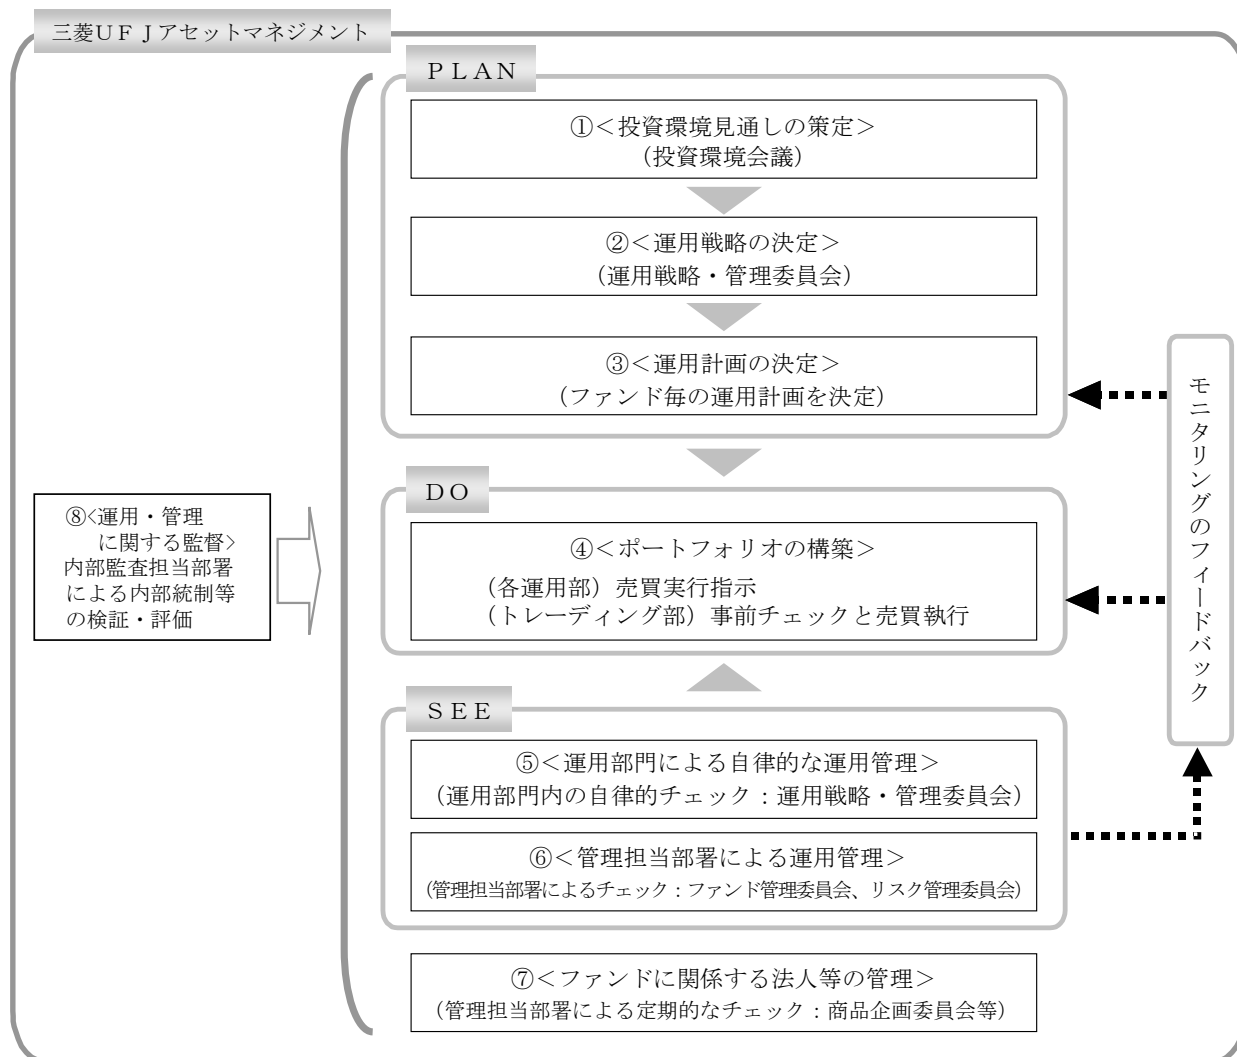 三菱ＵＦＪアセットマネジメント
ＰＬＡＮ
①＜投資環境見通しの策定＞
（投資環境会議）
②＜運用戦略の決定＞
（運用戦略・管理委員会）
③＜運用計画の決定＞
（ファンド毎の運用計画を決定）
ＤＯ
④＜ポートフォリオの構築＞
（各運用部）売買実行指示
（トレーディング部）事前チェックと売買執行
ＳＥＥ
⑤＜運用部門による自律的な運用管理＞
（運用部門内の自律的チェック：運用戦略・管理委員会）
⑥＜管理担当部署による運用管理＞
（管理担当部署によるチェック：ファンド管理委員会、リスク管理委員会）
⑦＜ファンドに関係する法人等の管理＞
（管理担当部署による定期的なチェック：商品企画委員会等）
⑧<運用・管理
に関する監督>
内部監査担当部署
による内部統制等
の検証・評価
モニタリングのフィードバック